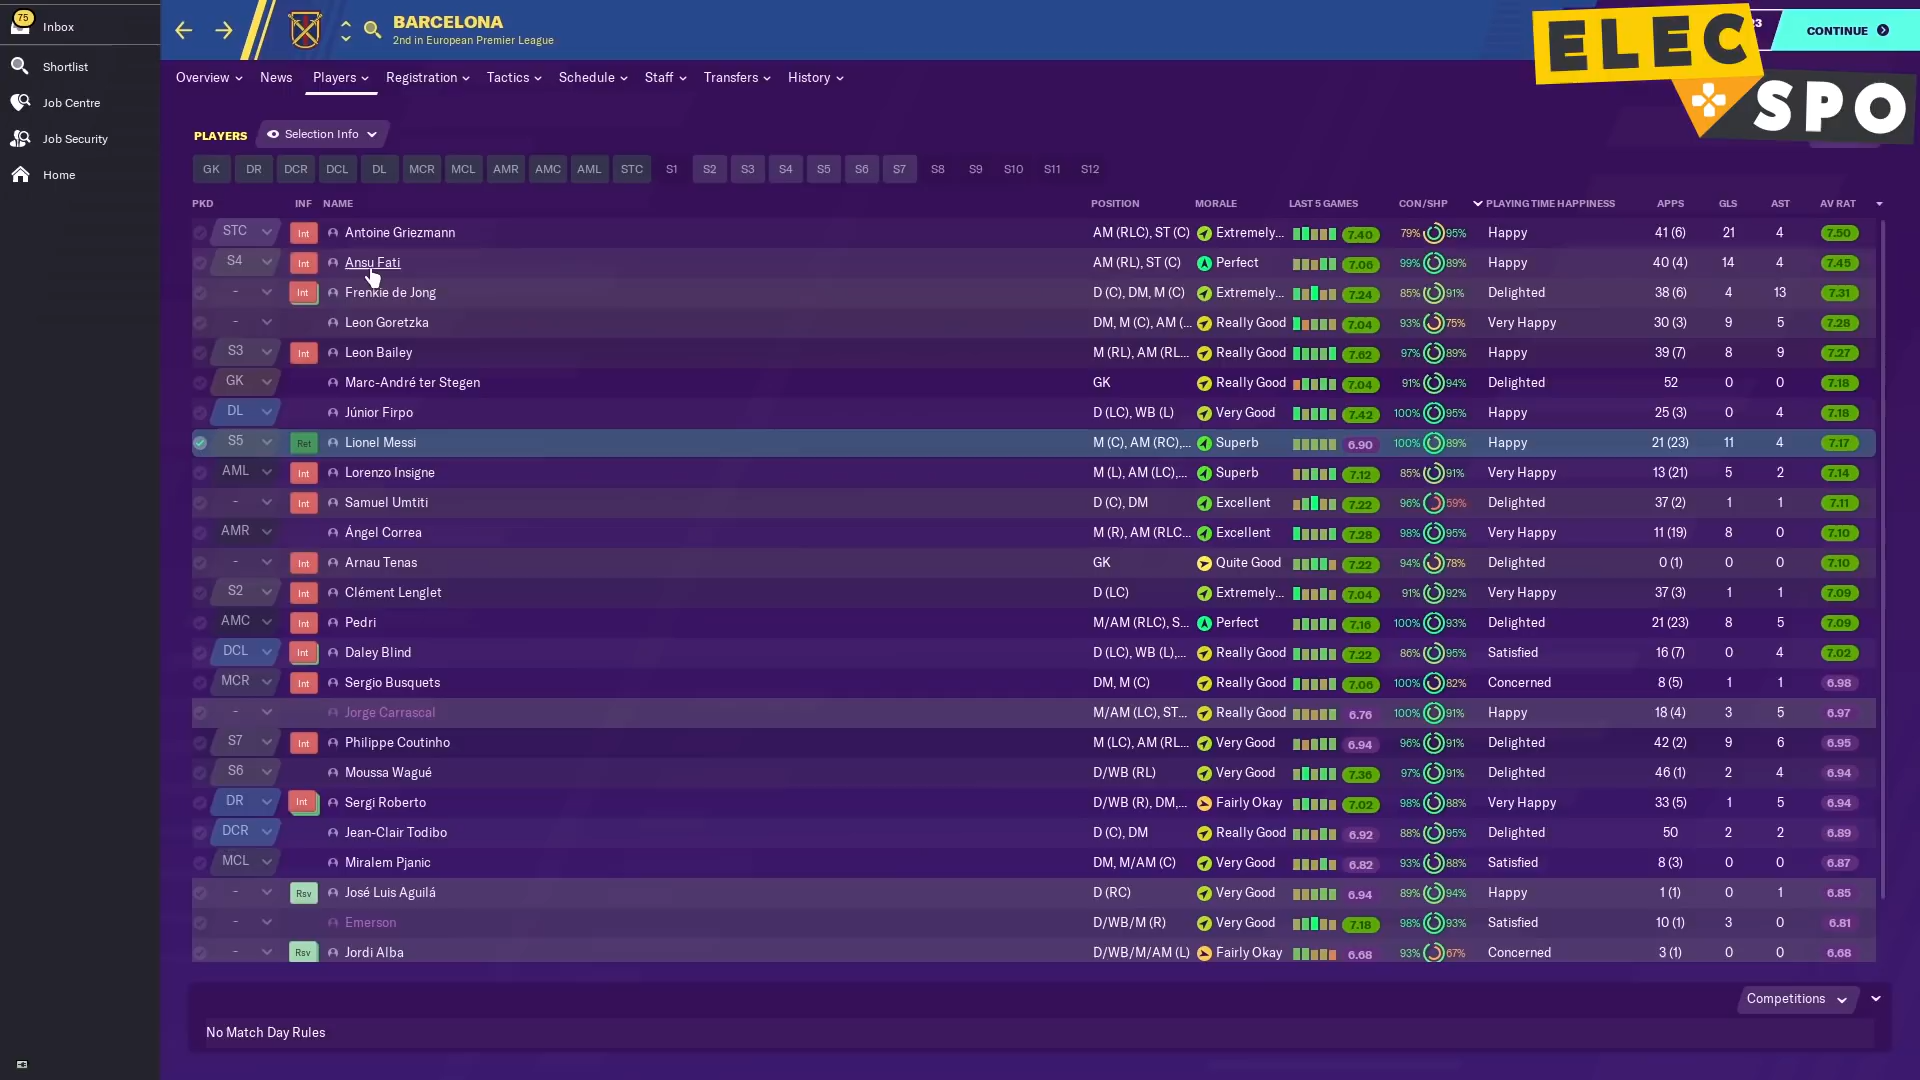 75
Inbox
Shortlist
Job Centre
Job Security
Home
BARCELONA
2nd in European Premier League
CONTINUE
ELEC
SPO
Overview News Players Registration Tactics Schedule Staff Transfers History
PLAYERS Selection Info
GK DR DCR DCL DL MCR MCL AMR AMC AML STC S1 S2 S3 S4 S5 S6 S7 S8 S9 S10 S11 S12
PKD INF NAME POSITION MORALE LAST 5 GAMES CON/SHP PLAYING TIME HAPPINESS APPS GLS AST AV RAT
STC Int Antoine Griezmann AM (RLC), ST (C) Extremely... 7.40 79% 95% Happy 41 (6) 21 4 7.50
S4 Int Ansu Fati AM (RL), ST (C) Perfect 7.06 99% 89% Happy 40 (4) 14 4 7.45
- Int Frenkie de Jong D (C), DM, M (C) Extremely... 7.24 85% 91% Delighted 38 (6) 4 13 7.31
- Leon Goretzka DM, M (C), AM (... Really Good 7.04 93% 75% Very Happy 30 (3) 9 5 7.28
S3 Int Leon Bailey M (RL), AM (RL... Really Good 7.62 97% 89% Happy 39 (7) 8 9 7.27
GK Marc-André ter Stegen GK Really Good 7.04 91% 94% Delighted 52 0 0 7.18
DL Júnior Firpo D (LC), WB (L) Very Good 7.42 100% 95% Happy 25 (3) 0 4 7.18
S5 Ret Lionel Messi M (C), AM (RC),... Superb 6.90 100% 89% Happy 21 (23) 11 4 7.17
AML Int Lorenzo Insigne M (L), AM (LC),... Superb 7.12 85% 91% Very Happy 13 (21) 5 2 7.14
- Int Samuel Umtiti D (C), DM Excellent 7.22 96% 59% Delighted 37 (2) 1 1 7.11
AMR Ángel Correa M (R), AM (RLC... Excellent 7.28 98% 95% Very Happy 11 (19) 8 0 7.10
- Int Arnau Tenas GK Quite Good 7.22 94% 78% Delighted 0 (1) 0 0 7.10
S2 Int Clément Lenglet D (LC) Extremely... 7.04 91% 92% Very Happy 37 (3) 1 1 7.09
AMC Int Pedri M/AM (RLC), S... Perfect 7.16 100% 93% Delighted 21 (23) 8 5 7.09
DCL Int Daley Blind D (LC), WB (L),... Really Good 7.22 86% 95% Satisfied 16 (7) 0 4 7.02
MCR Int Sergio Busquets DM, M (C) Really Good 7.06 100% 82% Concerned 8 (5) 1 1 6.98
- Jorge Carrascal M/AM (LC), ST... Really Good 6.76 100% 91% Happy 18 (4) 3 5 6.97
S7 Int Philippe Coutinho M (LC), AM (RL... Very Good 6.94 96% 91% Delighted 42 (2) 9 6 6.95
S6 Moussa Wagué D/WB (RL) Very Good 7.36 97% 91% Delighted 46 (1) 2 4 6.94
DR Int Sergi Roberto D/WB (R), DM,... Fairly Okay 7.02 98% 88% Very Happy 33 (5) 1 5 6.94
DCR Jean-Clair Todibo D (C), DM Really Good 6.92 88% 95% Delighted 50 2 2 6.89
MCL Miralem Pjanic DM, M/AM (C) Very Good 6.82 93% 88% Satisfied 8 (3) 0 0 6.87
- Rsv José Luis Aguilá D (RC) Very Good 6.94 89% 94% Happy 1 (1) 0 1 6.85
- Emerson D/WB/M (R) Very Good 7.18 98% 93% Satisfied 10 (1) 3 0 6.81
- Rsv Jordi Alba D/WB/M/AM (L) Fairly Okay 6.68 93% 67% Concerned 3 (1) 0 0 6.68
Competitions
No Match Day Rules